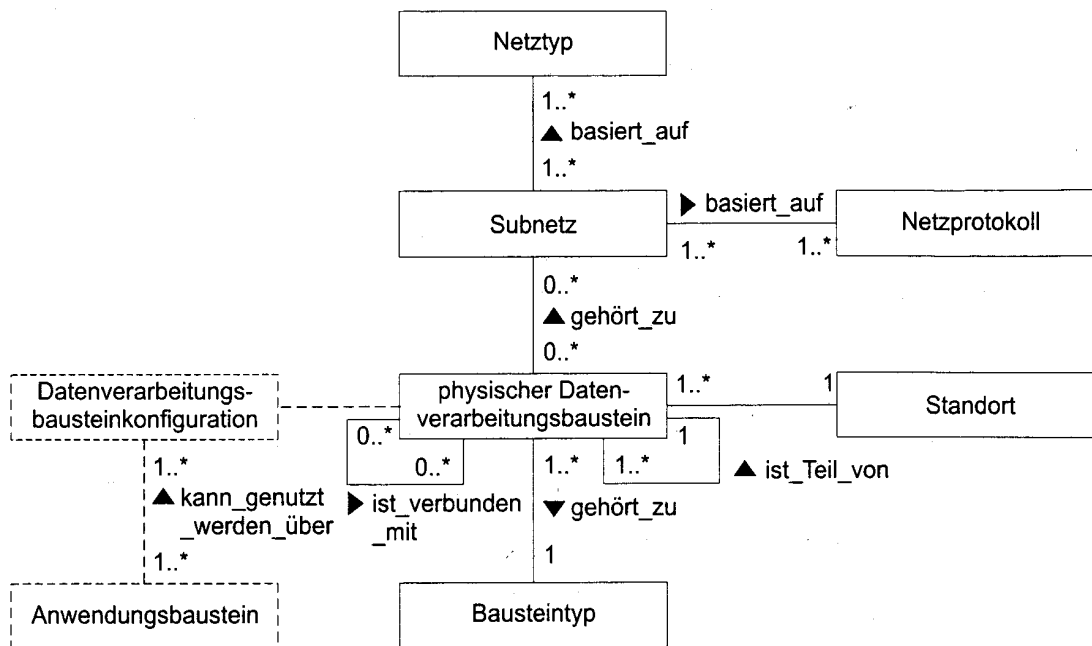 Netztyp
1..*
basiert_auf
1..*
Subnetz
basiert_auf
1..*
1..*
Netzprotokoll
0..*
gehört_zu
0..*
Datenverarbeitungs-
bausteinkonfiguration
physischer Daten-
verarbeitungsbaustein
1..*
1
Standort
0..*
0..*
1..*
1..*
1
1..*
kann_genutzt
_werden_über
ist_verbunden
_mit
gehört_zu
ist_Teil_von
1..*
1
Anwendungsbaustein
Bausteintyp